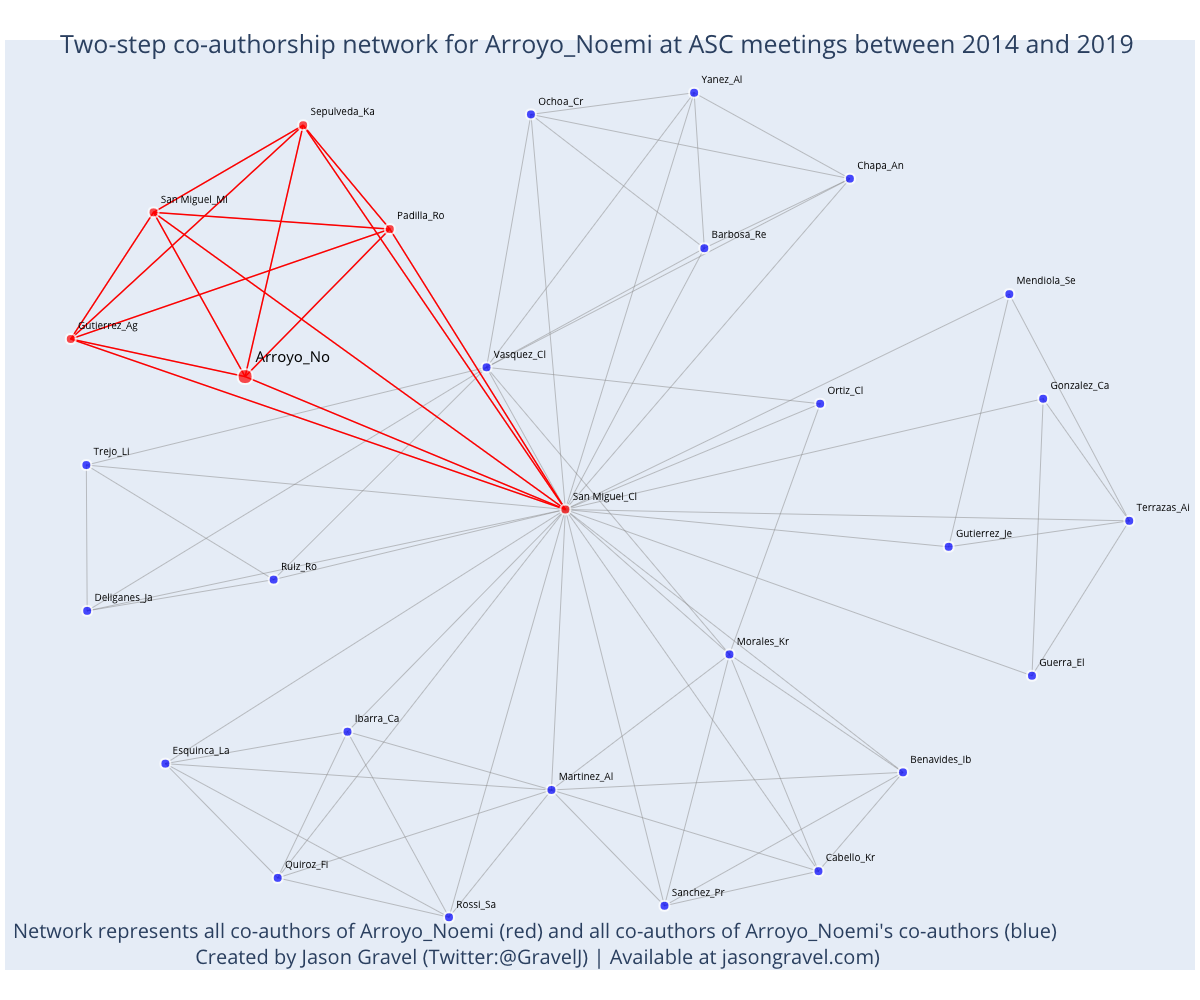 Two-step co-authorship network for Arroyo_Noemi at ASC meetings between 2014 and 2019
Yanez_Al
Ochoa_Cr
Sepulveda_Ka
Chapa_An
San Miguel_Mi
Padilla_Ro
Barbosa_Re
Mendiola_Se
Gutierrez_Ag
Arroyo_No
Vasquez_Cl
Gonzalez_Ca
Ortiz_Cl
Trejo_Li
San Miguel_Cl
Terrazas_Al
Gutierrez_Je
Ruiz_Ro
Deliganes_Ja
Morales_Kr
Guerra_El
Ibarra_Ca
Esquinca_La
Benavides_Ib
Martinez_Al
Cabello_Kr
Quiroz_Fi
Sanchez_Pr
Rossi_Sa
Network represents all co-authors of Arroyo_Noemi (red) and all co-authors of Arroyo_Noemi's co-authors (blue)
Created by Jason Gravel (Twitter:@GravelJ) | Available at jasongravel.com)